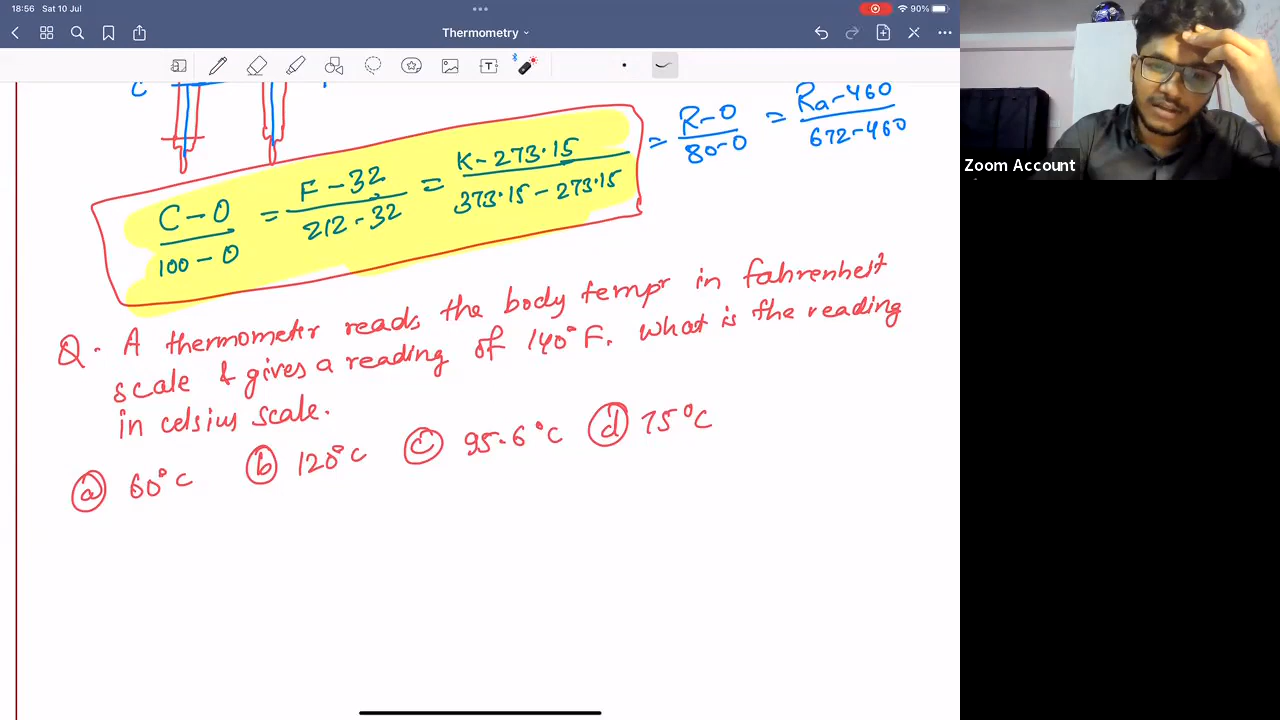 18:56 Sat 10 Jul
90%
Thermometry
C
R-0 / 80-0 = Ra-460 / 672-460
C-0 / 100-0 = F-32 / 212-32 = K-273.15 / 373.15-273.15 =
Q. A thermometer reads the body tempr in fahrenheit
scale & gives a reading of 140°F. What is the reading
in celsius scale.
(a) 60°C (b) 120°C (c) 95.6°C (d) 75°C
Zoom Account